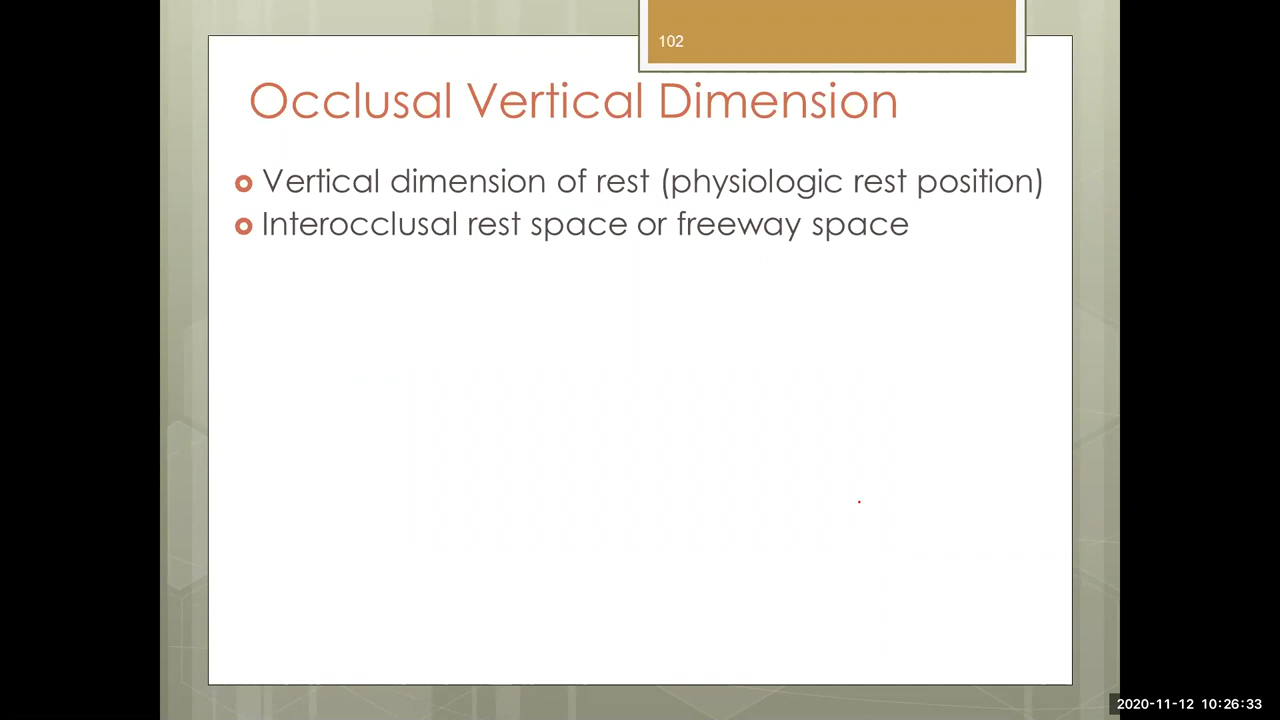 102
Occlusal Vertical Dimension
Vertical dimension of rest (physiologic rest position)
Interocclusal rest space or freeway space
2020-11-12 10:26:33